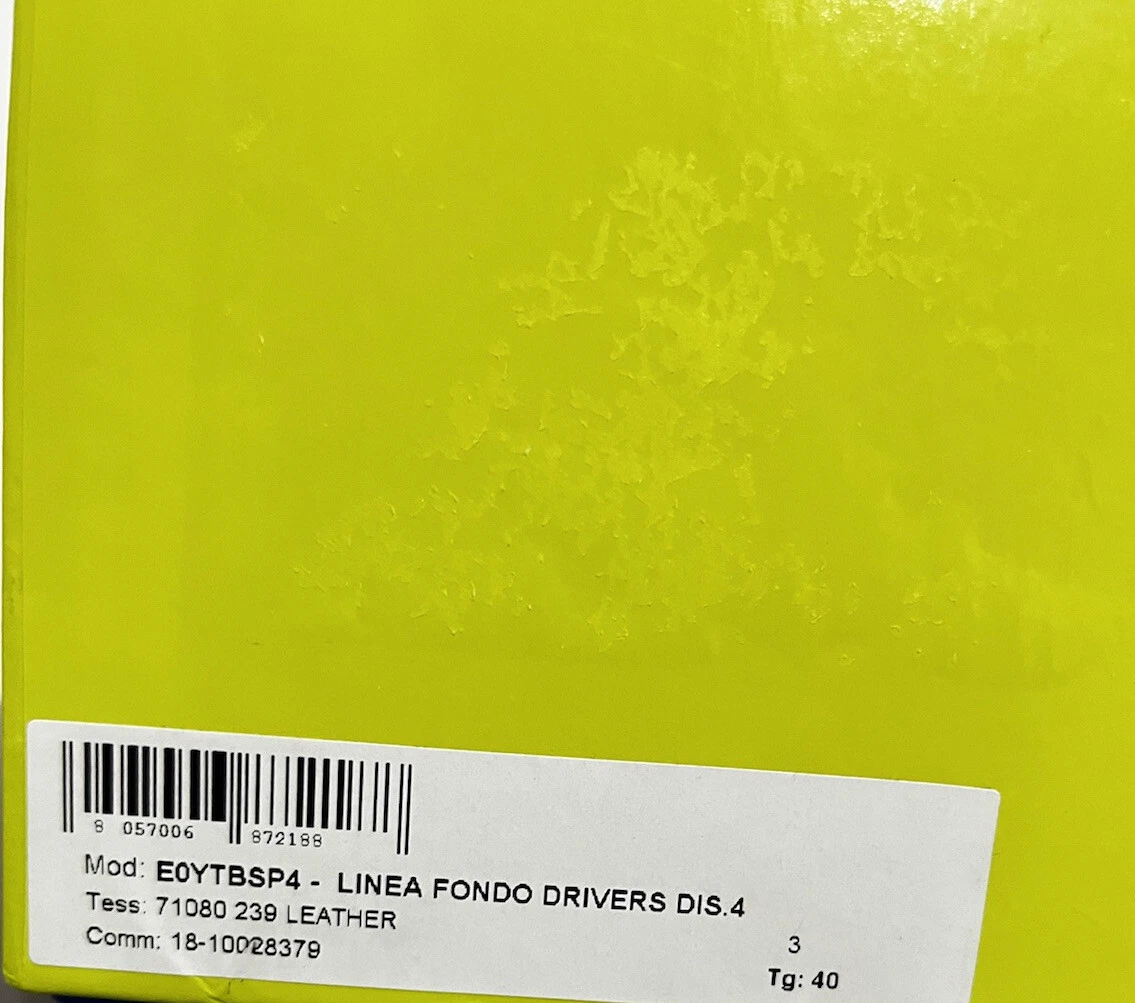 8 057006 872188
Mod: E0YTBSP4 - LINEA FONDO DRIVERS DIS.4
Tess: 71080 239 LEATHER
Comm: 18-10028379
3
Tg: 40